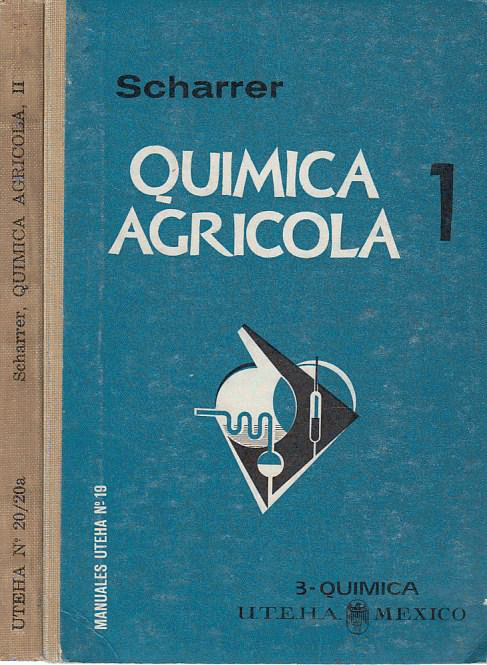 UTEHA Nº 20/20a Scharrer, QUIMICA AGRICOLA, II
Scharrer
QUIMICA
AGRICOLA
1
MANUALES UTEHA Nº 19
3-QUIMICA
U.T.E.H.A. MEXICO